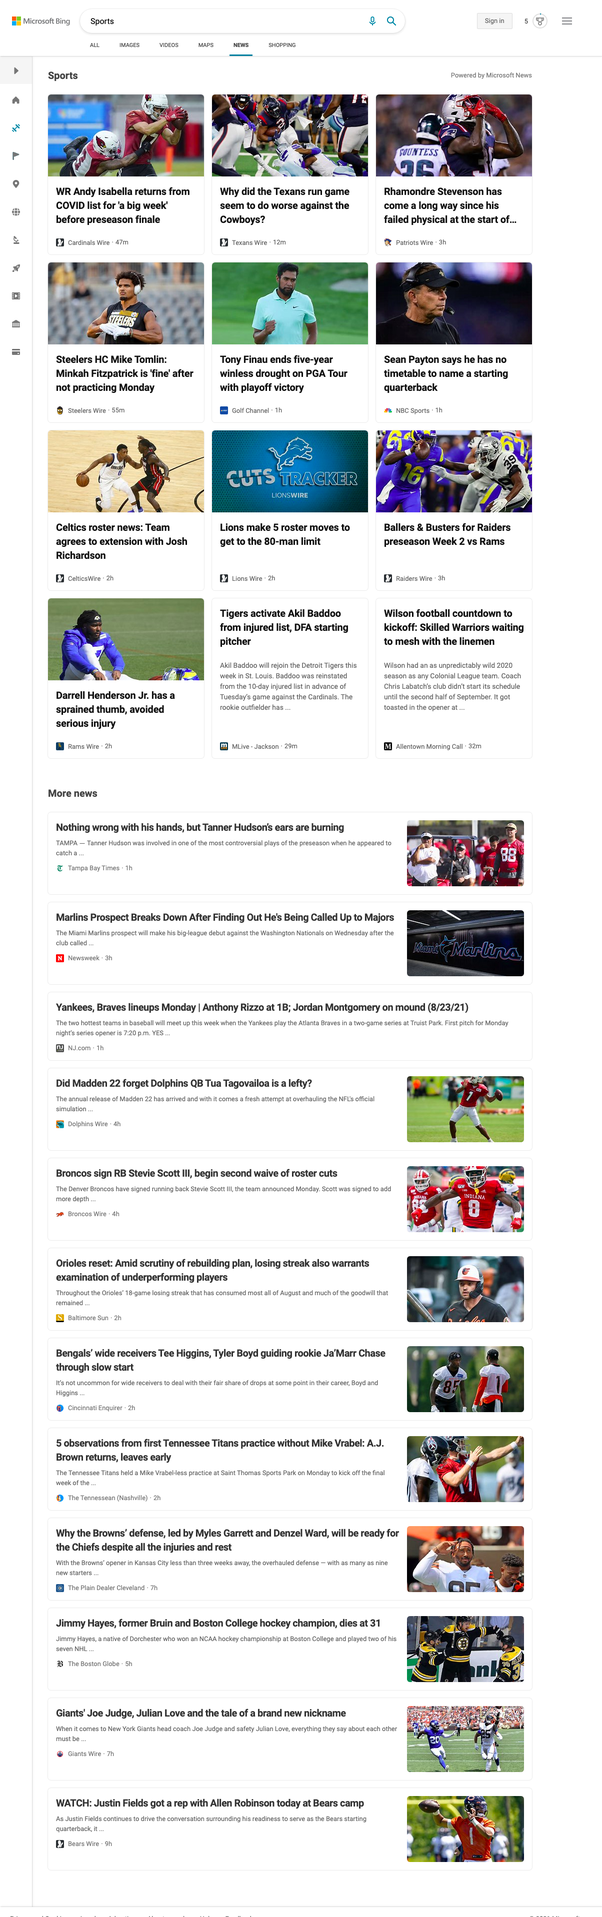 Microsoft Bing
Sports
Sign in
5
ALL
IMAGES
VIDEOS
MAPS
NEWS
SHOPPING
Sports
Powered by Microsoft News
WR Andy Isabella returns from
COVID list for 'a big week'
before preseason finale
Cardinals Wire · 47m
Why did the Texans run game
seem to do worse against the
Cowboys?
Texans Wire · 12m
COUNTESS
Rhamondre Stevenson has
come a long way since his
failed physical at the start of...
Patriots Wire · 3h
STEELERS
Steelers HC Mike Tomlin:
Minkah Fitzpatrick is 'fine' after
not practicing Monday
Steelers Wire · 55m
Tony Finau ends five-year
winless drought on PGA Tour
with playoff victory
Golf Channel · 1h
Sean Payton says he has no
timetable to name a starting
quarterback
NBC Sports · 1h
Celtics roster news: Team
agrees to extension with Josh
Richardson
CelticsWire · 2h
CUTS TRACKER
LIONSWIRE
Lions make 5 roster moves to
get to the 80-man limit
Lions Wire · 2h
16
Ballers & Busters for Raiders
preseason Week 2 vs Rams
Raiders Wire · 3h
Darrell Henderson Jr. has a
sprained thumb, avoided
serious injury
Rams Wire · 2h
Tigers activate Akil Baddoo
from injured list, DFA starting
pitcher
Akil Baddoo will rejoin the Detroit Tigers this
week in St. Louis. Baddoo was reinstated
from the 10-day injured list in advance of
Tuesday's game against the Cardinals. The
rookie outfielder has ...
MLive - Jackson · 29m
Wilson football countdown to
kickoff: Skilled Warriors waiting
to mesh with the linemen
Wilson had an as unpredictably wild 2020
season as any Colonial League team. Coach
Chris Labatch's club didn't start its schedule
until the second half of September. It got
toasted in the opener at ...
Allentown Morning Call · 32m
More news
Nothing wrong with his hands, but Tanner Hudson's ears are burning
TAMPA — Tanner Hudson was involved in one of the most controversial plays of the preseason when he appeared to
catch a ...
Tampa Bay Times · 1h
88
Marlins Prospect Breaks Down After Finding Out He's Being Called Up to Majors
The Miami Marlins prospect will make his big-league debut against the Washington Nationals on Wednesday after the
club called ...
Newsweek · 3h
Miami Marlins
Yankees, Braves lineups Monday | Anthony Rizzo at 1B; Jordan Montgomery on mound (8/23/21)
The two hottest teams in baseball will meet up this week when the Yankees play the Atlanta Braves in a two-game series at Truist Park. First pitch for Monday
night's series opener is 7:20 p.m. YES ...
NJ.com · 1h
Did Madden 22 forget Dolphins QB Tua Tagovailoa is a lefty?
The annual release of Madden 22 has arrived and with it comes a fresh attempt at overhauling the NFL's official
simulation ...
Dolphins Wire · 4h
Broncos sign RB Stevie Scott III, begin second waive of roster cuts
The Denver Broncos have signed running back Stevie Scott III, the team announced Monday. Scott was signed to add
more depth ...
Broncos Wire · 4h
INDIANA
8
Orioles reset: Amid scrutiny of rebuilding plan, losing streak also warrants
examination of underperforming players
Throughout the Orioles' 18-game losing streak that has consumed most all of August and much of the goodwill that
remained ...
Baltimore Sun · 2h
Bengals' wide receivers Tee Higgins, Tyler Boyd guiding rookie Ja'Marr Chase
through slow start
It's not uncommon for wide receivers to deal with their fair share of drops at some point in their career, Boyd and
Higgins ...
Cincinnati Enquirer · 2h
85
1
5 observations from first Tennessee Titans practice without Mike Vrabel: A.J.
Brown returns, leaves early
The Tennessee Titans held a Mike Vrabel-less practice at Saint Thomas Sports Park on Monday to kick off the final
week of the ...
The Tennessean (Nashville) · 2h
Why the Browns' defense, led by Myles Garrett and Denzel Ward, will be ready for
the Chiefs despite all the injuries and rest
With the Browns' opener in Kansas City less than three weeks away, the overhauled defense — with as many as nine
new starters ...
The Plain Dealer Cleveland · 7h
Jimmy Hayes, former Bruin and Boston College hockey champion, dies at 31
Jimmy Hayes, a native of Dorchester who won an NCAA hockey championship at Boston College and played two of his
seven NHL ...
The Boston Globe · 5h
Giants' Joe Judge, Julian Love and the tale of a brand new nickname
When it comes to New York Giants head coach Joe Judge and safety Julian Love, everything they say about each other
must be ...
Giants Wire · 7h
WATCH: Justin Fields got a rep with Allen Robinson today at Bears camp
As Justin Fields continues to drive the conversation surrounding his readiness to serve as the Bears starting
quarterback, it ...
Bears Wire · 9h
1